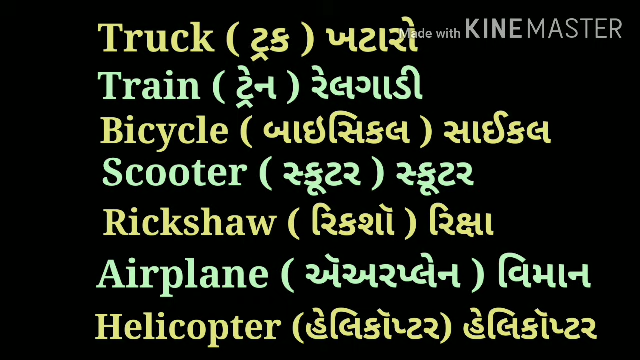 Truck ( ટ્રક ) ખટારો
Made with KINEMASTER
Train ( ટ્રેન ) રેલગાડી
Bicycle ( બાઇસિકલ ) સાઈકલ
Scooter ( સ્કૂટર ) સ્કૂટર
Rickshaw ( રિકશૉ ) રિક્ષા
Airplane ( ઍઅરપ્લેન ) વિમાન
Helicopter (હેલિકૉપ્ટર) હેલિકૉપ્ટર